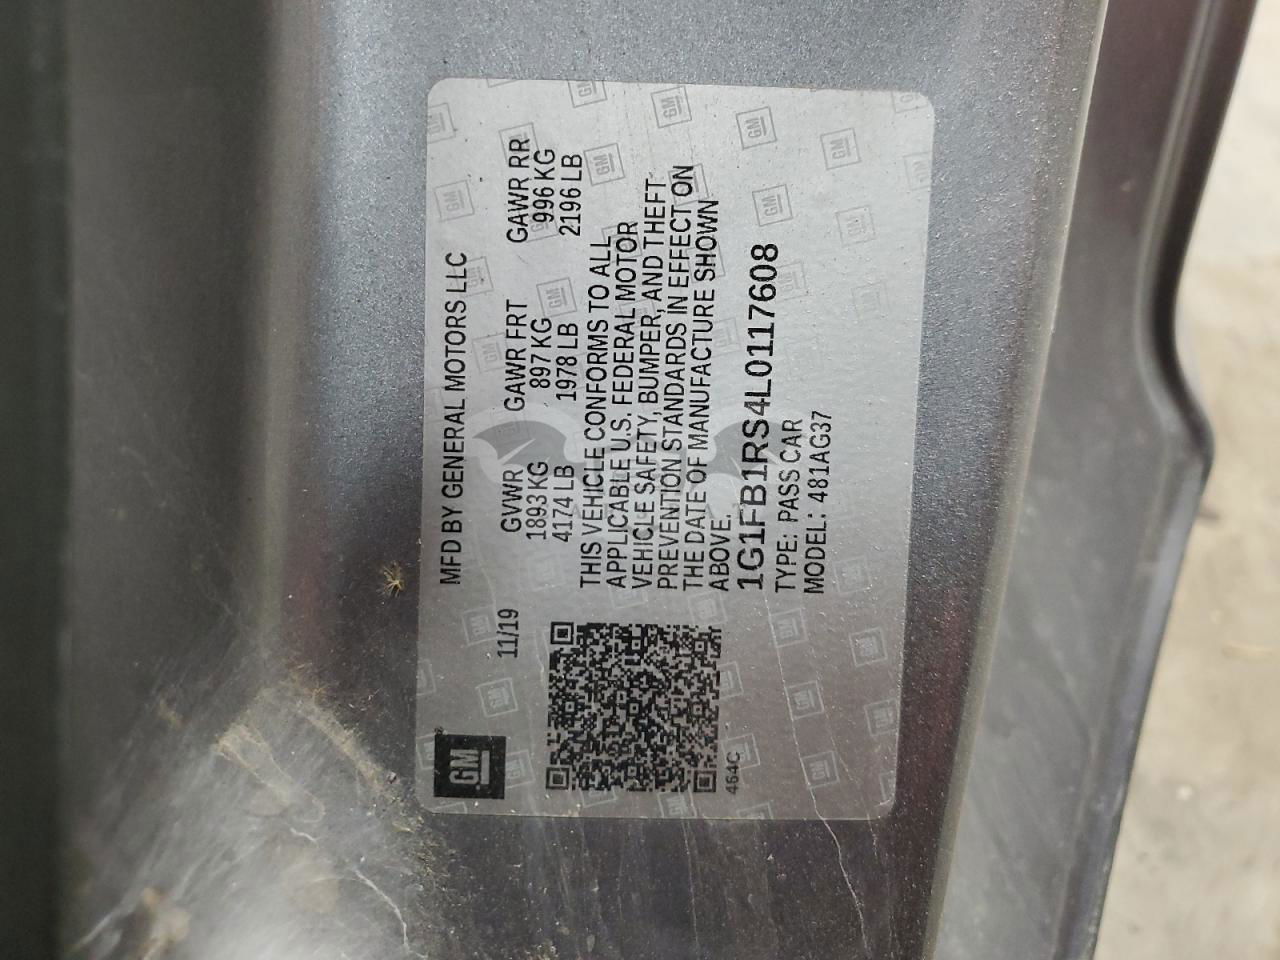 GM
MFD BY GENERAL MOTORS LLC
11/19
GVWR GAWR FRT GAWR RR
1893 KG 897 KG 996 KG
4174 LB 1978 LB 2196 LB
THIS VEHICLE CONFORMS TO ALL
APPLICABLE U.S. FEDERAL MOTOR
VEHICLE SAFETY, BUMPER, AND THEFT
PREVENTION STANDARDS IN EFFECT ON
THE DATE OF MANUFACTURE SHOWN
ABOVE.
1G1FB1RS4L0117608
TYPE: PASS CAR
MODEL: 481AG37
464C